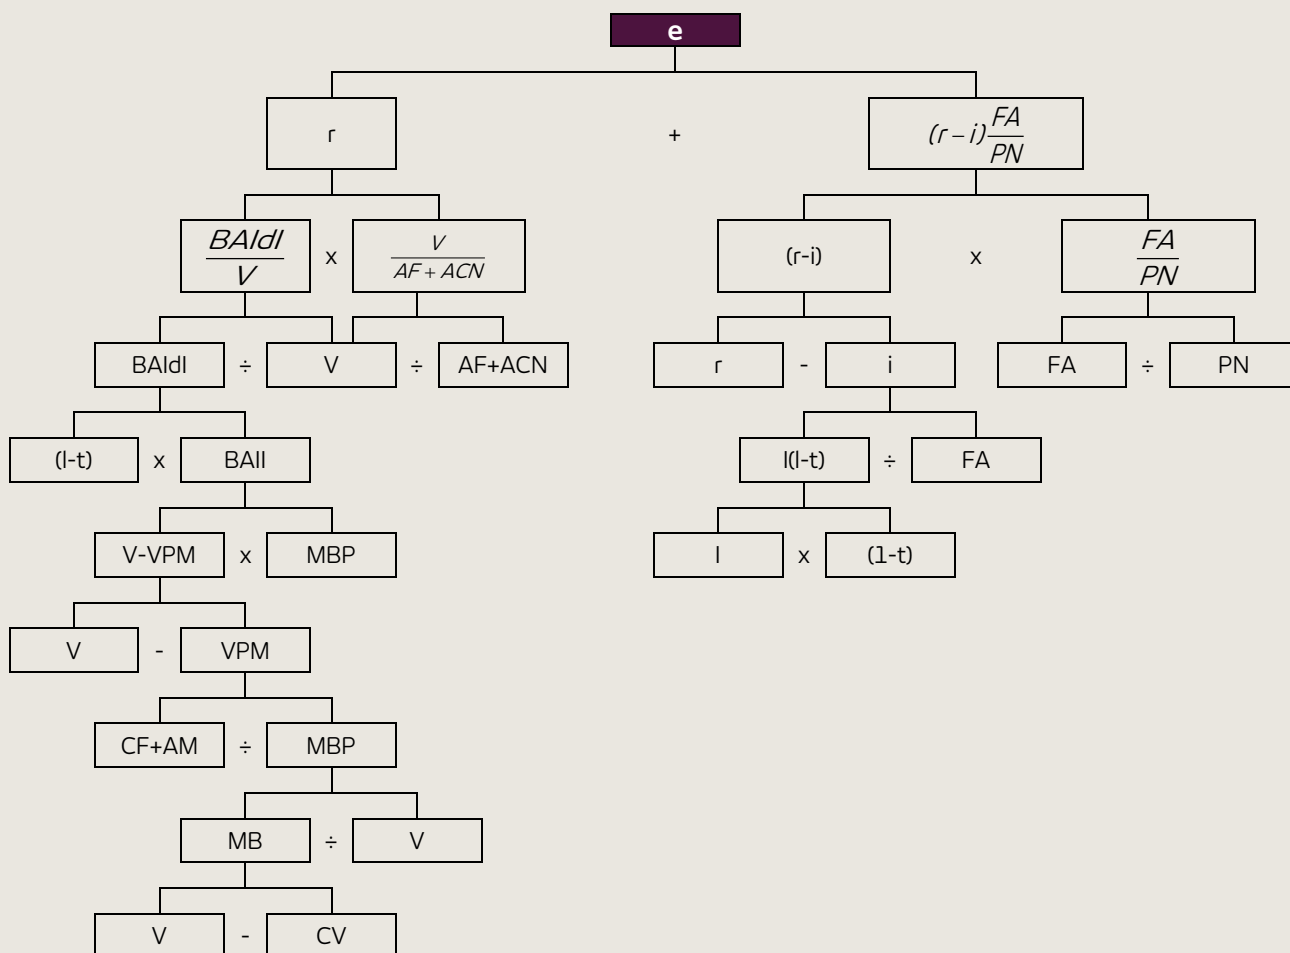 e
r + (r – i) FA/PN
BAIdI/V x V/(AF + ACN) (r-i) x FA/PN
BAIdI ÷ V ÷ AF+ACN r - i FA ÷ PN
(l-t) x BAII I(l-t) ÷ FA
V-VPM x MBP I x (1-t)
V - VPM
CF+AM ÷ MBP
MB ÷ V
V - CV